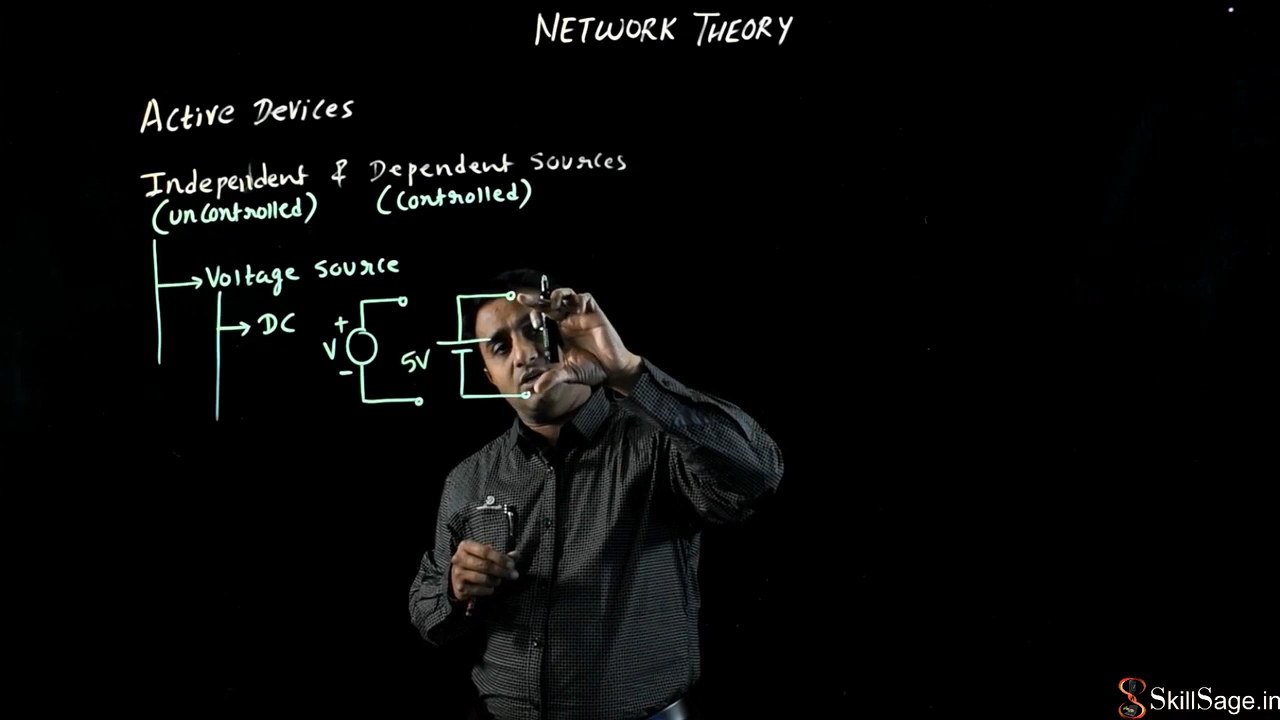 NETWORK THEORY
Active Devices
Independent & Dependent sources
(uncontrolled) (controlled)
Voltage source
DC
+
V
-
5V
SkillSage.in